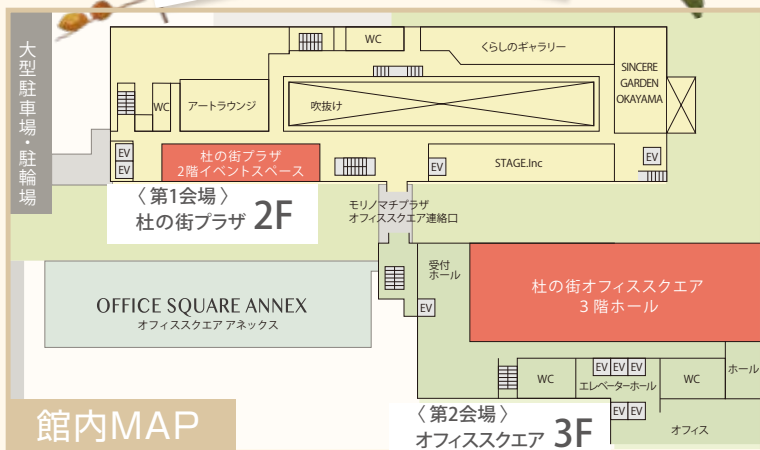 大型駐車場・駐輪場
WC
くらしのギャラリー
SINCERE
GARDEN
OKAYAMA
WC
アートラウンジ
吹抜け
EV
EV
杜の街プラザ
2階イベントスペース
EV
STAGE.Inc
EV
〈 第1会場 〉
杜の街プラザ 2F
モリノマチプラザ
オフィススクエア連絡口
受付
ホール
杜の街オフィススクエア
3階ホール
OFFICE SQUARE ANNEX
オフィススクエア アネックス
EV
WC
EV EV EV
エレベーターホール
WC
ホール
EV EV
オフィス
〈 第2会場 〉
オフィススクエア 3F
館内MAP